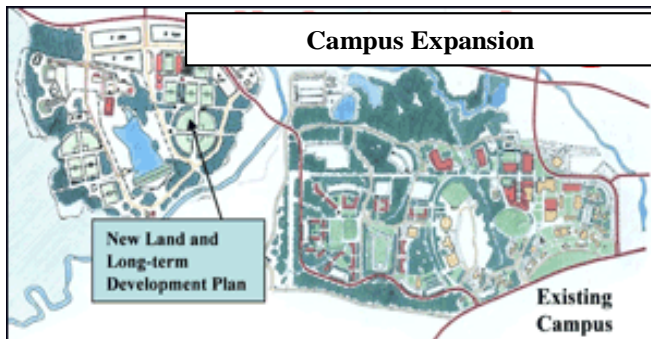 Campus Expansion
New Land and
Long-term
Development Plan
Existing
Campus